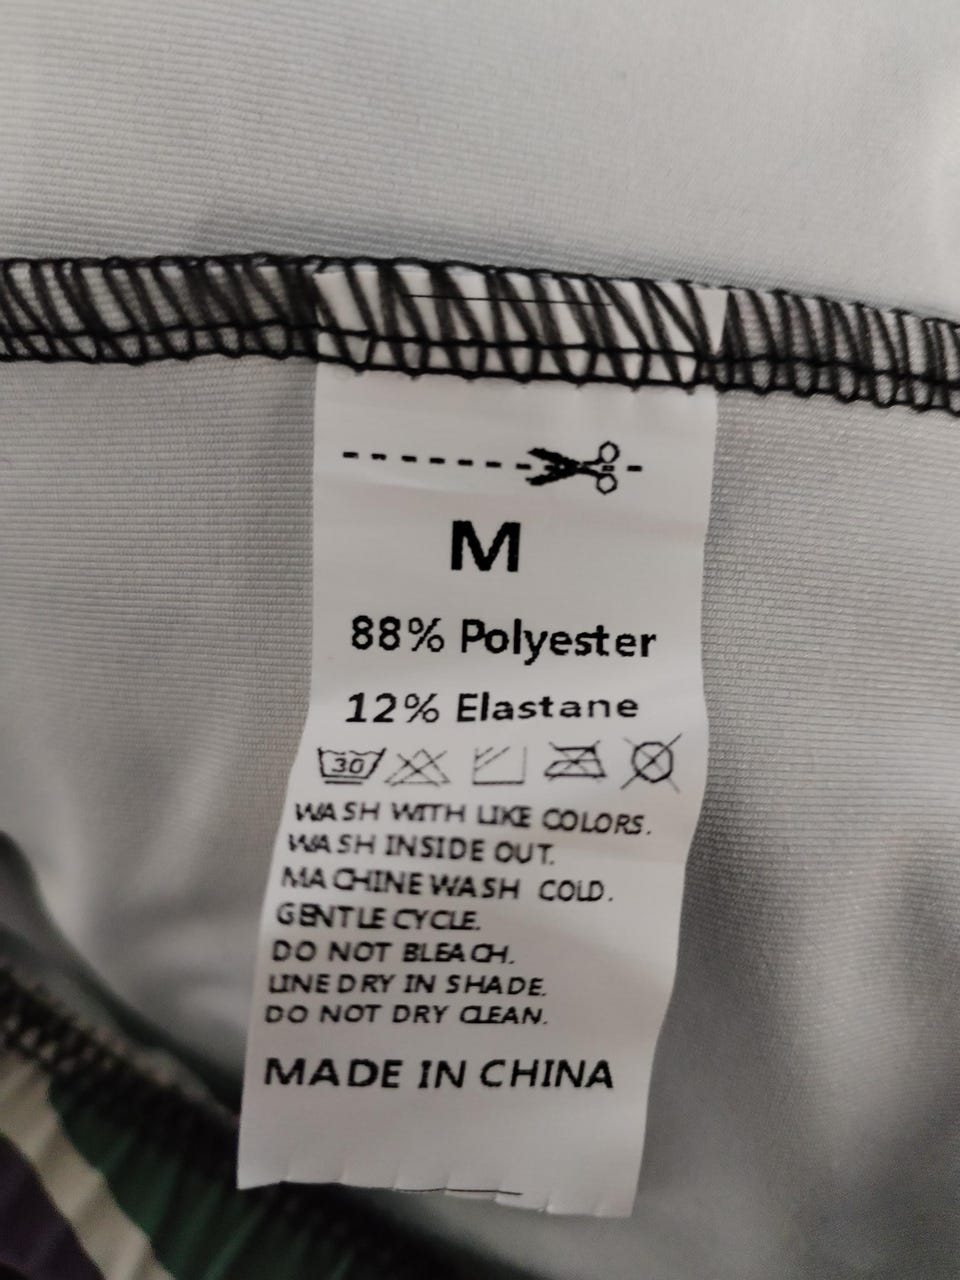 M
88% Polyester
12% Elastane
30
WASH WITH LIKE COLORS.
WASH INSIDE OUT.
MACHINE WASH COLD.
GENTLE CYCLE.
DO NOT BLEACH.
LINE DRY IN SHADE.
DO NOT DRY CLEAN.
MADE IN CHINA